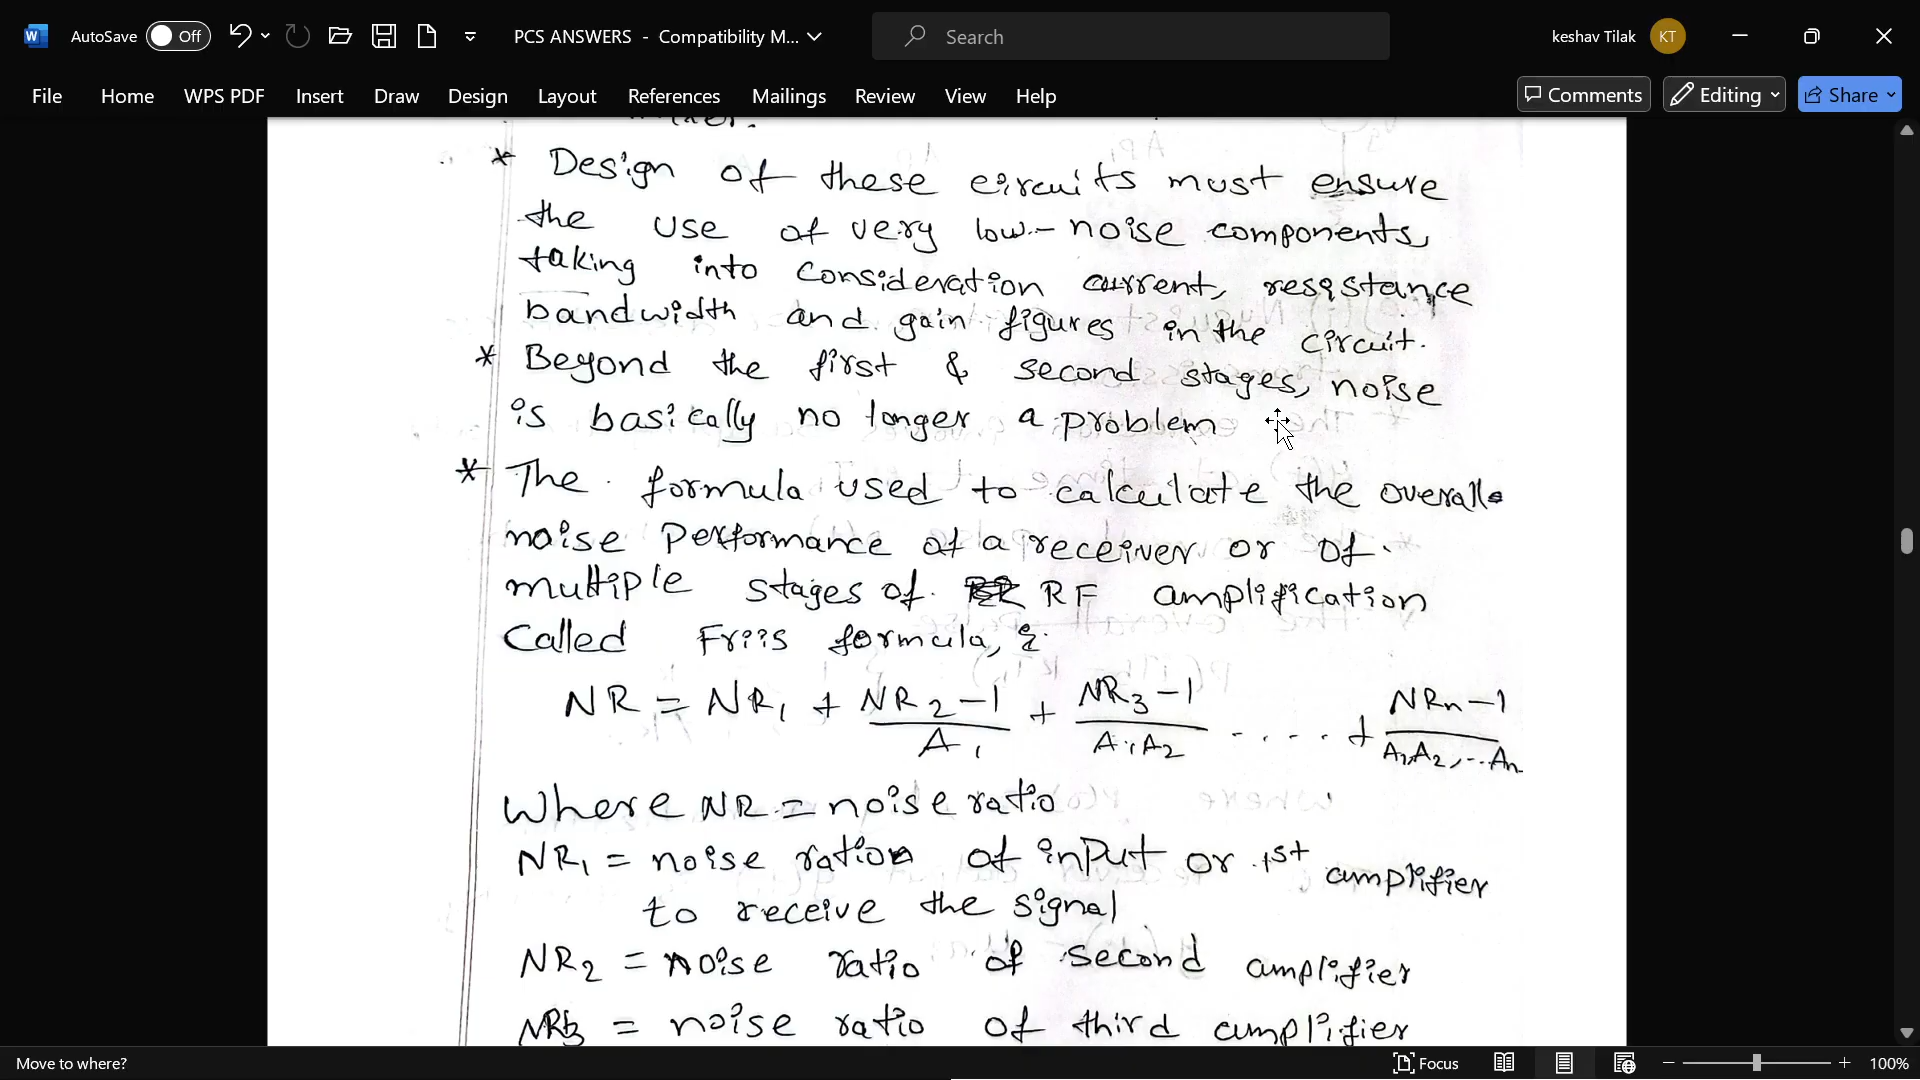 AutoSave Off PCS ANSWERS - Compatibility M... Search keshav Tilak KT
File Home WPS PDF Insert Draw Design Layout References Mailings Review View Help Comments Editing Share
* Design of these circuits must ensure
the use of very low-noise components,
taking into consideration current, resistance
bandwidth and gain figures in the circuit.
* Beyond the first & second stages, noise
is basically no longer a problem
* The formula used to calculate the overall
noise performance of a receiver or of
multiple stages of RF amplification
Called Friis formula,
NR = NR1 + (NR2-1)/A1 + (NR3-1)/A1A2 ..... + (NRn-1)/A1,A2,...An
Where NR = noise ratio
NR1 = noise ratio of input or 1st amplifier
to receive the signal
NR2 = noise ratio of second amplifier
NR3 = noise ratio of third amplifier
Move to where? Focus 100%